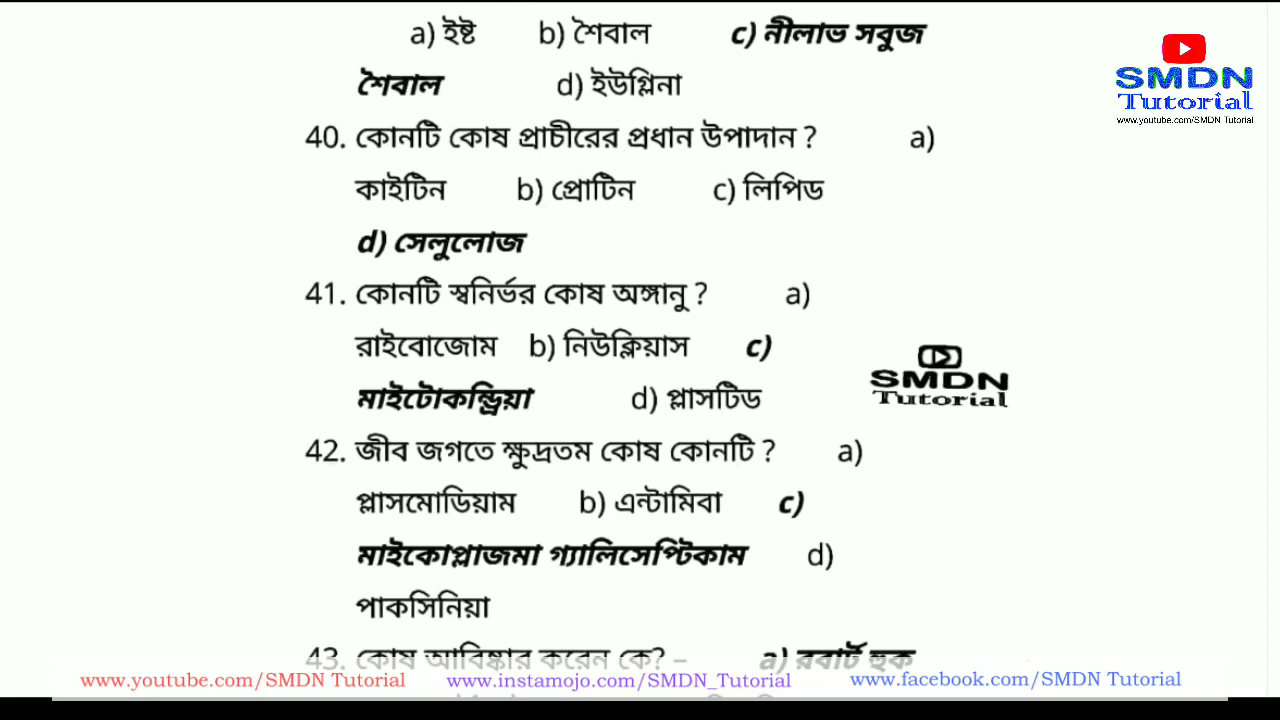 a) ইষ্ট b) শৈবাল c) নীলাভ সবুজ
শৈবাল d) ইউগ্লিনা
SMDN
Tutorial
www.youtube.com/SMDN Tutorial
40. কোনটি কোষ প্রাচীরের প্রধান উপাদান ? a)
কাইটিন b) প্রোটিন c) লিপিড
d) সেলুলোজ
41. কোনটি স্বনির্ভর কোষ অঙ্গানু ? a)
রাইবোজোম b) নিউক্লিয়াস c)
মাইটোকন্ড্রিয়া d) প্লাসটিড
SMDN
Tutorial
42. জীব জগতে ক্ষুদ্রতম কোষ কোনটি ? a)
প্লাসমোডিয়াম b) এন্টামিবা c)
মাইকোপ্লাজমা গ্যালিসেপ্টিকাম d)
পাকসিনিয়া
43. কোষ আবিষ্কার করেন কে? – a) রবার্ট হুক
www.youtube.com/SMDN Tutorial www.instamojo.com/SMDN_Tutorial www.facebook.com/SMDN Tutorial